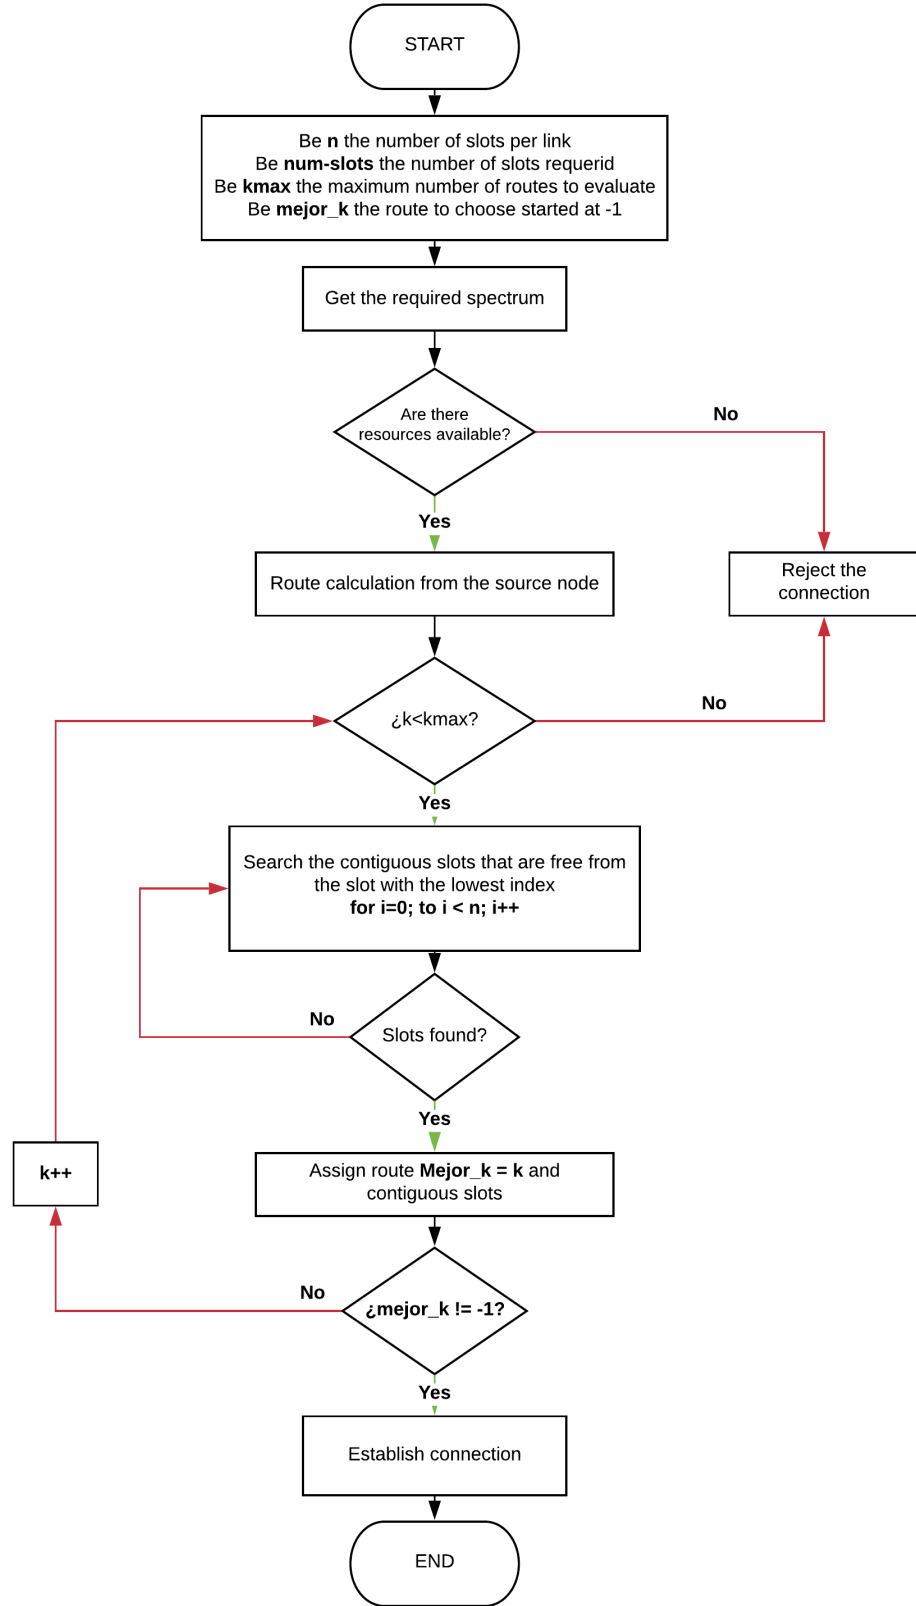 START
Be n the number of slots per link
Be num-slots the number of slots requerid
Be kmax the maximum number of routes to evaluate
Be mejor_k the route to choose started at -1
Get the required spectrum
Are there
resources available?
No
Yes
Route calculation from the source node
Reject the
connection
¿k<kmax?
No
Yes
Search the contiguous slots that are free from
the slot with the lowest index
for i=0; to i < n; i++
Slots found?
No
Yes
Assign route Mejor_k = k and
contiguous slots
k++
¿mejor_k != -1?
No
Yes
Establish connection
END